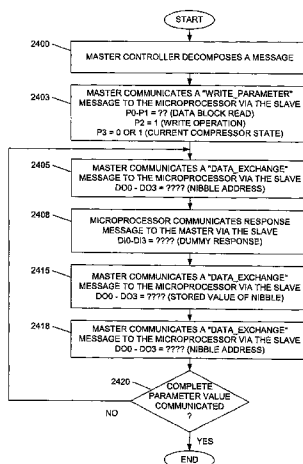 START
2400
MASTER CONTROLLER DECOMPOSES A MESSAGE
2403
MASTER COMMUNICATES A "WRITE_PARAMETER"
MESSAGE TO THE MICROPROCESSOR VIA THE SLAVE
P0-P1 = ?? (DATA BLOCK READ)
P2 = 1 (WRITE OPERATION)
P3 = 0 OR 1 (CURRENT COMPRESSOR STATE)
2405
MASTER COMMUNICATES A "DATA_EXCHANGE"
MESSAGE TO THE MICROPROCESSOR VIA THE SLAVE
DO0 - DO3 = ???? (NIBBLE ADDRESS)
2408
MICROPROCESSOR COMMUNICATES RESPONSE
MESSAGE TO THE MASTER VIA THE SLAVE
DI0-DI3 = ???? (DUMMY RESPONSE)
2415
MASTER COMMUNICATES A "DATA_EXCHANGE"
MESSAGE TO THE MICROPROCESSOR VIA THE SLAVE
DO0 - DO3 = ???? (STORED VALUE OF NIBBLE)
2418
MASTER COMMUNICATES A "DATA_EXCHANGE"
MESSAGE TO THE MICROPROCESSOR VIA THE SLAVE
DO0 - DO3 = ???? (NIBBLE ADDRESS)
2420
COMPLETE
PARAMETER VALUE
COMMUNICATED
?
NO
YES
END